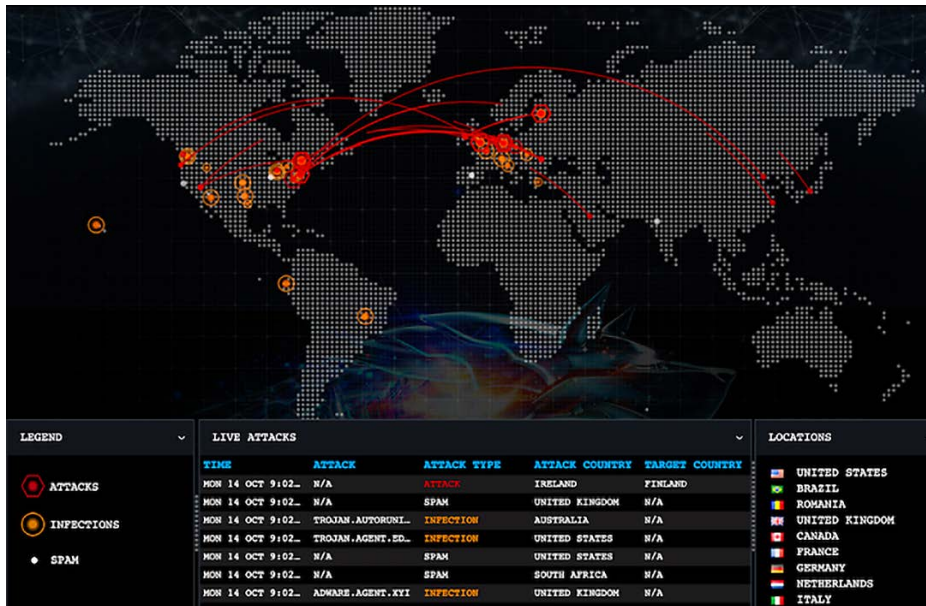 LEGEND
ATTACKS
INFECTIONS
SPAM
LIVE ATTACKS
TIME ATTACK ATTACK TYPE ATTACK COUNTRY TARGET COUNTRY
MON 14 OCT 9:02… N/A ATTACK IRELAND FINLAND
MON 14 OCT 9:02… N/A SPAM UNITED KINGDOM N/A
MON 14 OCT 9:02… TROJAN.AUTORUNI… INFECTION AUSTRALIA N/A
MON 14 OCT 9:02… TROJAN.AGENT.ED… INFECTION UNITED STATES N/A
MON 14 OCT 9:02… N/A SPAM UNITED STATES N/A
MON 14 OCT 9:02… N/A SPAM SOUTH AFRICA N/A
MON 14 OCT 9:02… ADWARE.AGENT.XYI INFECTION UNITED KINGDOM N/A
LOCATIONS
UNITED STATES
BRAZIL
ROMANIA
UNITED KINGDOM
CANADA
FRANCE
GERMANY
NETHERLANDS
ITALY